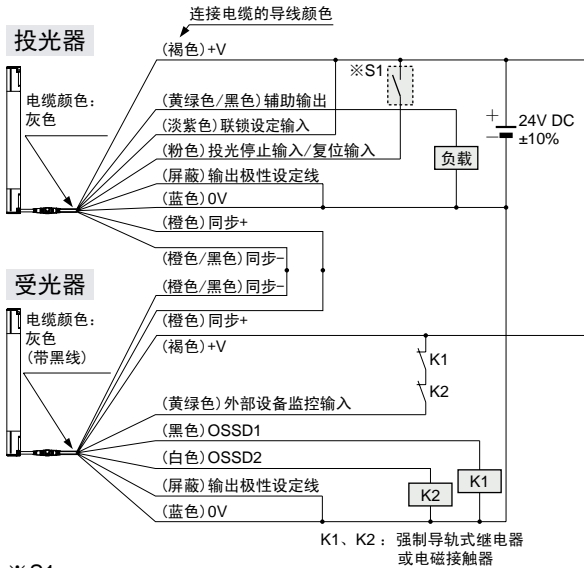 连接电缆的导线颜色
投光器
(褐色)+V
※S1
电缆颜色：
灰色
(黄绿色/黑色)辅助输出
(淡紫色)联锁设定输入
(粉色)投光停止输入/复位输入
(屏蔽)输出极性设定线
(蓝色)0V
负载
+
−
24V DC
±10%
(橙色)同步+
(橙色/黑色)同步−
受光器
(橙色/黑色)同步−
(橙色)同步+
(褐色)+V
电缆颜色：
灰色
(带黑线)
K1
K2
(黄绿色)外部设备监控输入
(黑色)OSSD1
(白色)OSSD2
(屏蔽)输出极性设定线
(蓝色)0V
K2
K1
K1、K2：强制导轨式继电器
或电磁接触器
※S1